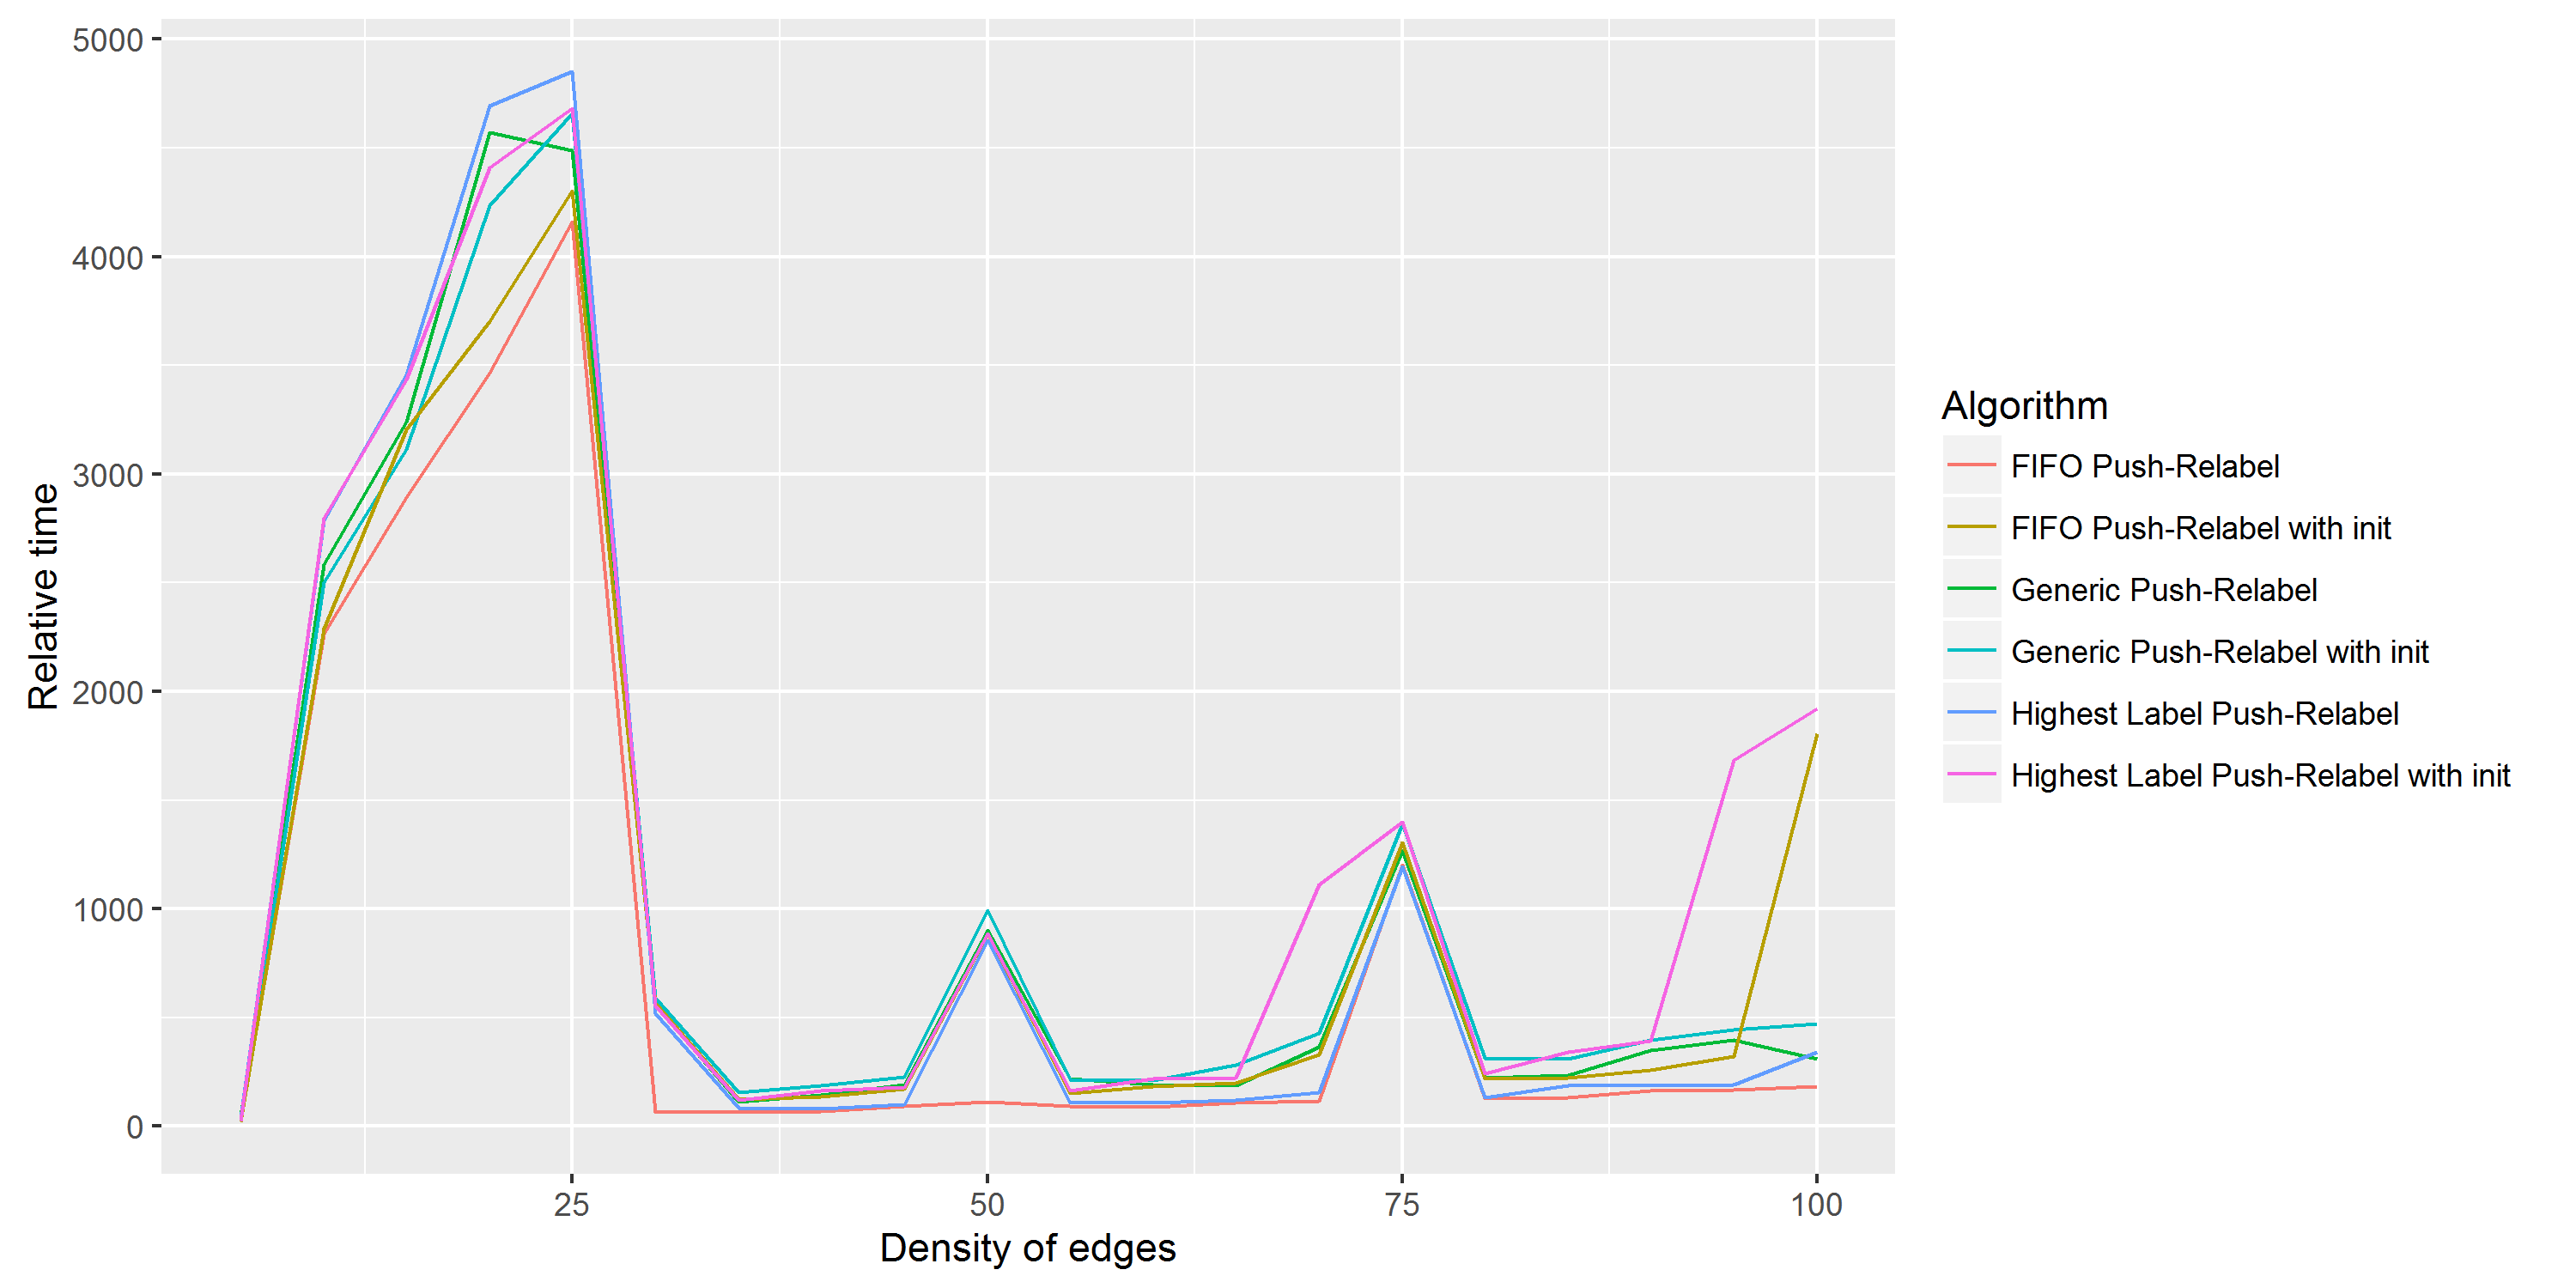 5000
4000
3000
2000
1000
0
Relative time
25
50
75
100
Density of edges
Algorithm
FIFO Push-Relabel
FIFO Push-Relabel with init
Generic Push-Relabel
Generic Push-Relabel with init
Highest Label Push-Relabel
Highest Label Push-Relabel with init